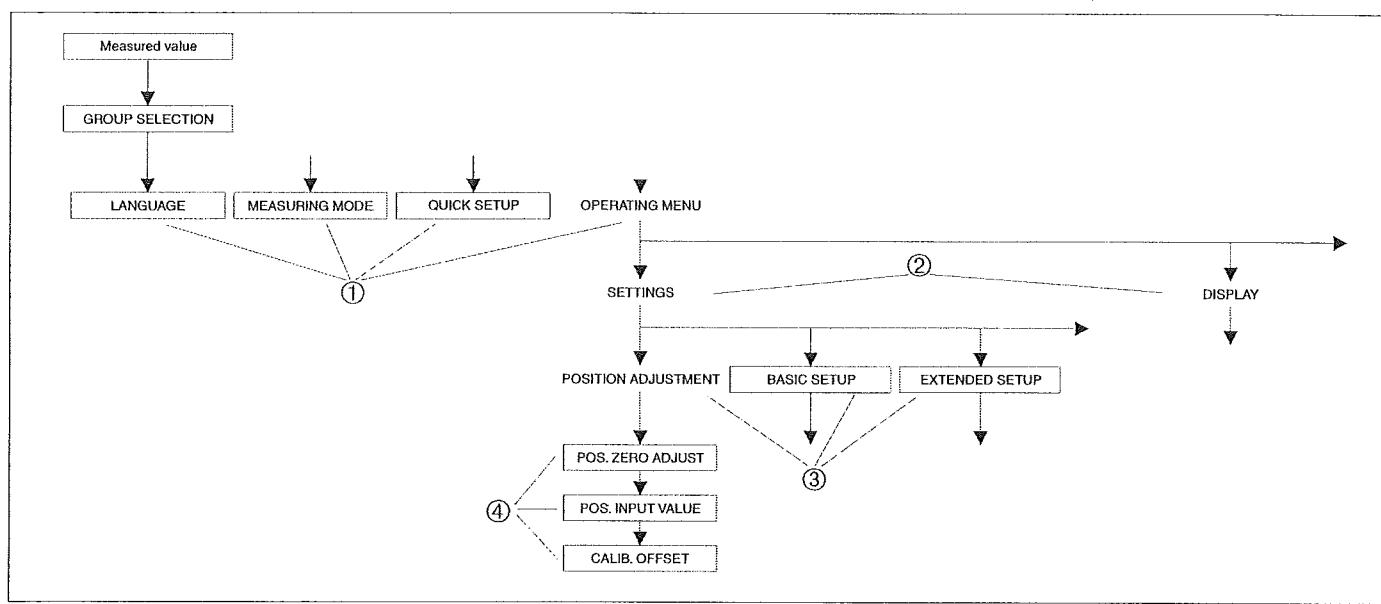 Measured value
GROUP SELECTION
LANGUAGE
MEASURING MODE
QUICK SETUP
OPERATING MENU
①
②
SETTINGS
DISPLAY
POSITION ADJUSTMENT
BASIC SETUP
EXTENDED SETUP
③
POS. ZERO ADJUST
④
POS. INPUT VALUE
CALIB. OFFSET